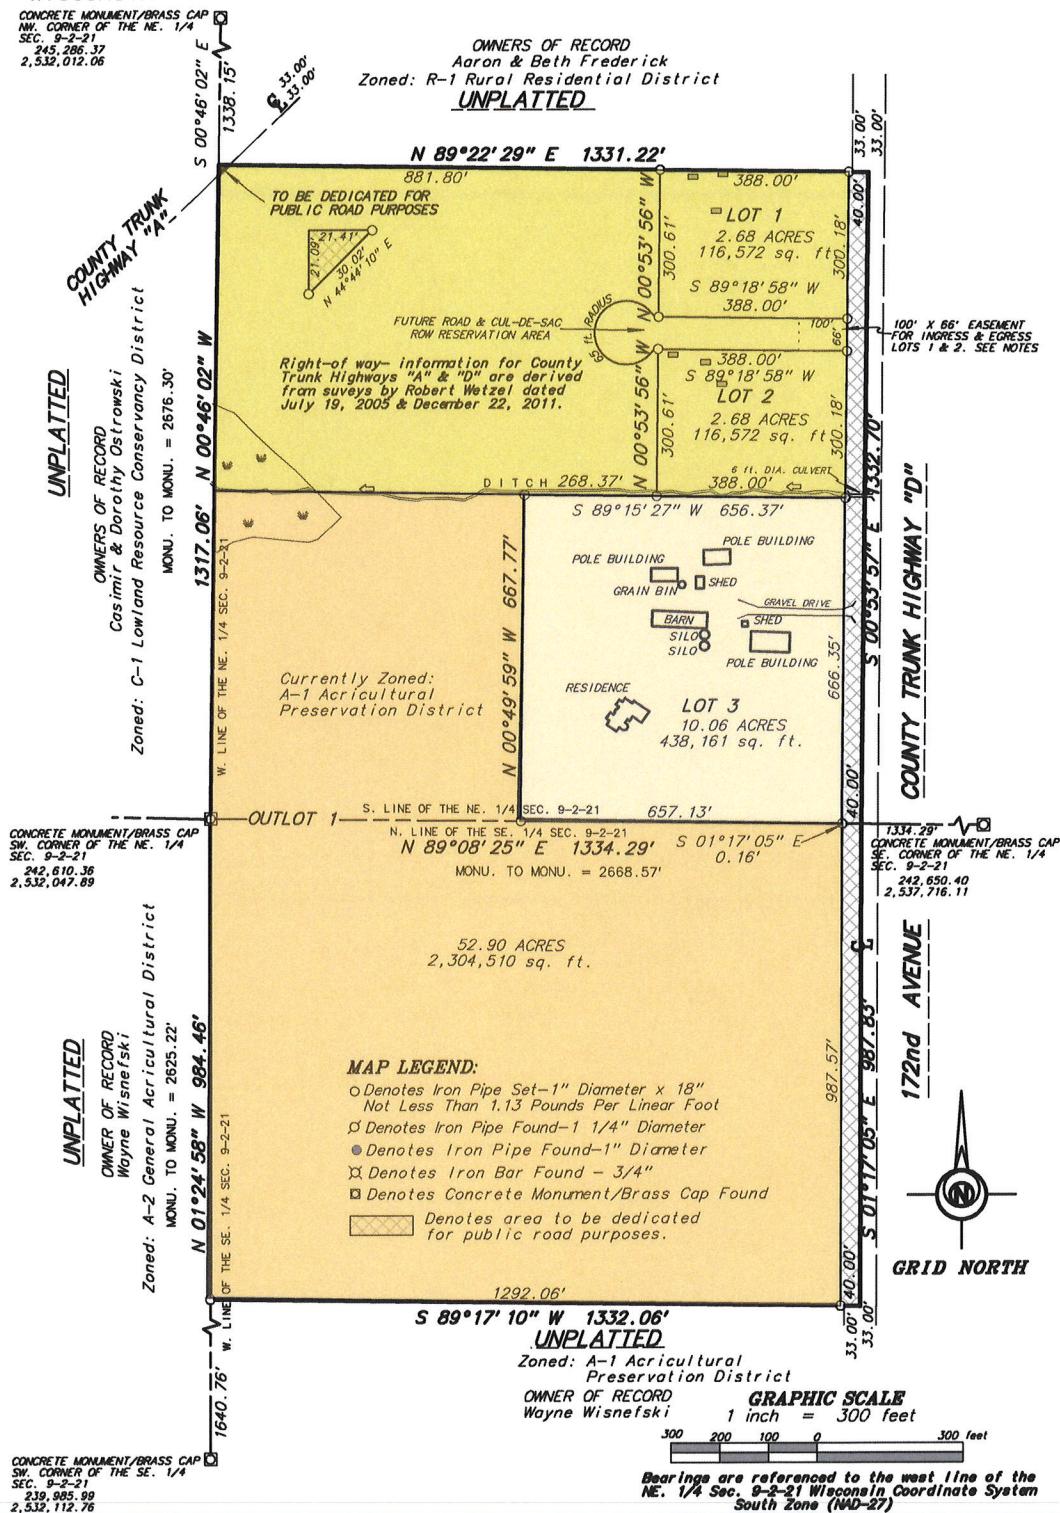 CONCRETE MONUMENT/BRASS CAP
NW. CORNER OF THE NE. 1/4
SEC. 9-2-21
245,286.37
2,532,012.06
S 00°46'02" E
1338.15'
33.00'
33.00'
OWNERS OF RECORD
Aaron & Beth Frederick
Zoned: R-1 Rural Residential District
UNPLATTED
33.00'
33.00'
N 89°22'29" E 1331.22'
881.80'
388.00'
40.00'
TO BE DEDICATED FOR
PUBLIC ROAD PURPOSES
COUNTY TRUNK
HIGHWAY "A"
21.41'
21.09'
30.02'
N 44°44'10" E
N 00°53'56" W
300.61'
LOT 1
2.68 ACRES
116,572 sq. ft.
300.18'
S 89°18'58" W
388.00'
FUTURE ROAD & CUL-DE-SAC
ROW RESERVATION AREA
69 ft. RADIUS
100'
66'
100' X 66' EASEMENT
FOR INGRESS & EGRESS
LOTS 1 & 2. SEE NOTES
Right-of way- information for County
Trunk Highways "A" & "D" are derived
from suveys by Robert Wetzel dated
July 19, 2005 & December 22, 2011.
388.00'
S 89°18'58" W
LOT 2
2.68 ACRES
116,572 sq. ft.
N 00°53'56" W
300.61'
300.18'
6 ft. DIA. CULVERT
388.00'
DITCH 268.37'
S 89°15'27" W 656.37'
UNPLATTED
OWNERS OF RECORD
Casimir & Dorothy Ostrowski
Zoned: C-1 Lowland Resource Conservancy District
MONU. TO MONU. = 2676.30'
1317.06' N 00°46'02" W
W. LINE OF THE NE. 1/4 SEC. 9-2-21
N 00°49'59" W 667.77'
POLE BUILDING
POLE BUILDING
GRAIN BIN
SHED
GRAVEL DRIVE
BARN
SHED
SILO
SILO
POLE BUILDING
666.35'
S 00°53'57" E 1332.70'
COUNTY TRUNK HIGHWAY "D"
Currently Zoned:
A-1 Acricultural
Preservation District
RESIDENCE
LOT 3
10.06 ACRES
438,161 sq. ft.
40.00'
S. LINE OF THE NE. 1/4 SEC. 9-2-21
657.13'
OUTLOT 1
N. LINE OF THE SE. 1/4 SEC. 9-2-21
N 89°08'25" E 1334.29'
S 01°17'05" E
0.16'
MONU. TO MONU. = 2668.57'
CONCRETE MONUMENT/BRASS CAP
SW. CORNER OF THE NE. 1/4
SEC. 9-2-21
242,610.36
2,532,047.89
1334.29'
CONCRETE MONUMENT/BRASS CAP
SE. CORNER OF THE NE. 1/4
SEC. 9-2-21
242,650.40
2,537,716.11
52.90 ACRES
2,304,510 sq. ft.
UNPLATTED
OWNER OF RECORD
Wayne Wisnefski
Zoned: A-2 General Agricultural District
MONU. TO MONU. = 2625.22'
N 01°24'58" W 984.46'
W. LINE OF THE SE. 1/4 SEC. 9-2-21
987.57'
S 01°17'05" E 987.83'
172nd AVENUE
MAP LEGEND:
Denotes Iron Pipe Set-1" Diameter x 18"
Not Less Than 1.13 Pounds Per Linear Foot
Denotes Iron Pipe Found-1 1/4" Diameter
Denotes Iron Pipe Found-1" Diameter
Denotes Iron Bar Found - 3/4"
Denotes Concrete Monument/Brass Cap Found
Denotes area to be dedicated
for public road purposes.
N
GRID NORTH
1292.06'
40.00'
S 89°17'10" W 1332.06'
33.00'
33.00'
UNPLATTED
Zoned: A-1 Acricultural
Preservation District
OWNER OF RECORD
Wayne Wisnefski
1640.76'
CONCRETE MONUMENT/BRASS CAP
SW. CORNER OF THE SE. 1/4
SEC. 9-2-21
239,985.99
2,532,112.76
GRAPHIC SCALE
1 inch = 300 feet
300 200 100 0 300 feet
Bearings are referenced to the west line of the
NE. 1/4 Sec. 9-2-21 Wisconsin Coordinate System
South Zone (NAD-27)